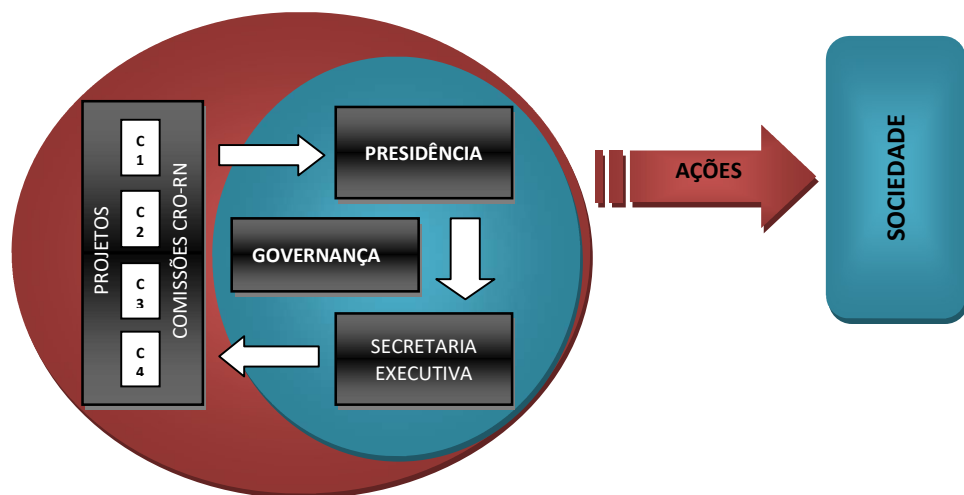 PROJETOS
C
1
C
2
C
3
C
4
COMISSÕES CRO-RN
PRESIDÊNCIA
GOVERNANÇA
SECRETARIA
EXECUTIVA
AÇÕES
SOCIEDADE